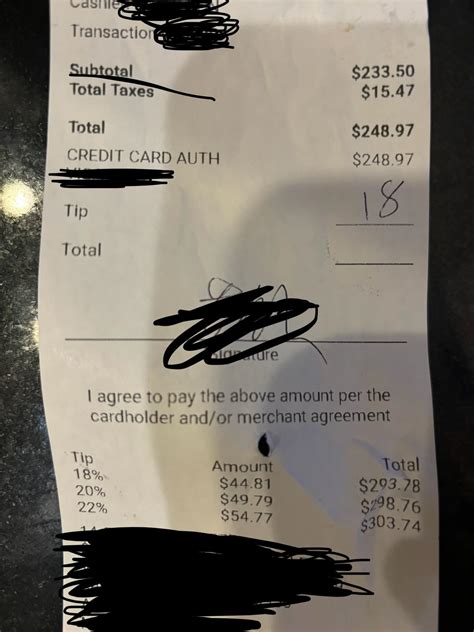 Cashie
Transaction
Subtotal $233.50
Total Taxes $15.47
Total $248.97
CREDIT CARD AUTH $248.97
Tip 18
Total
Signature
I agree to pay the above amount per the
cardholder and/or merchant agreement
Tip Amount Total
18% $44.81 $293.78
20% $49.79 $298.76
22% $54.77 $303.74